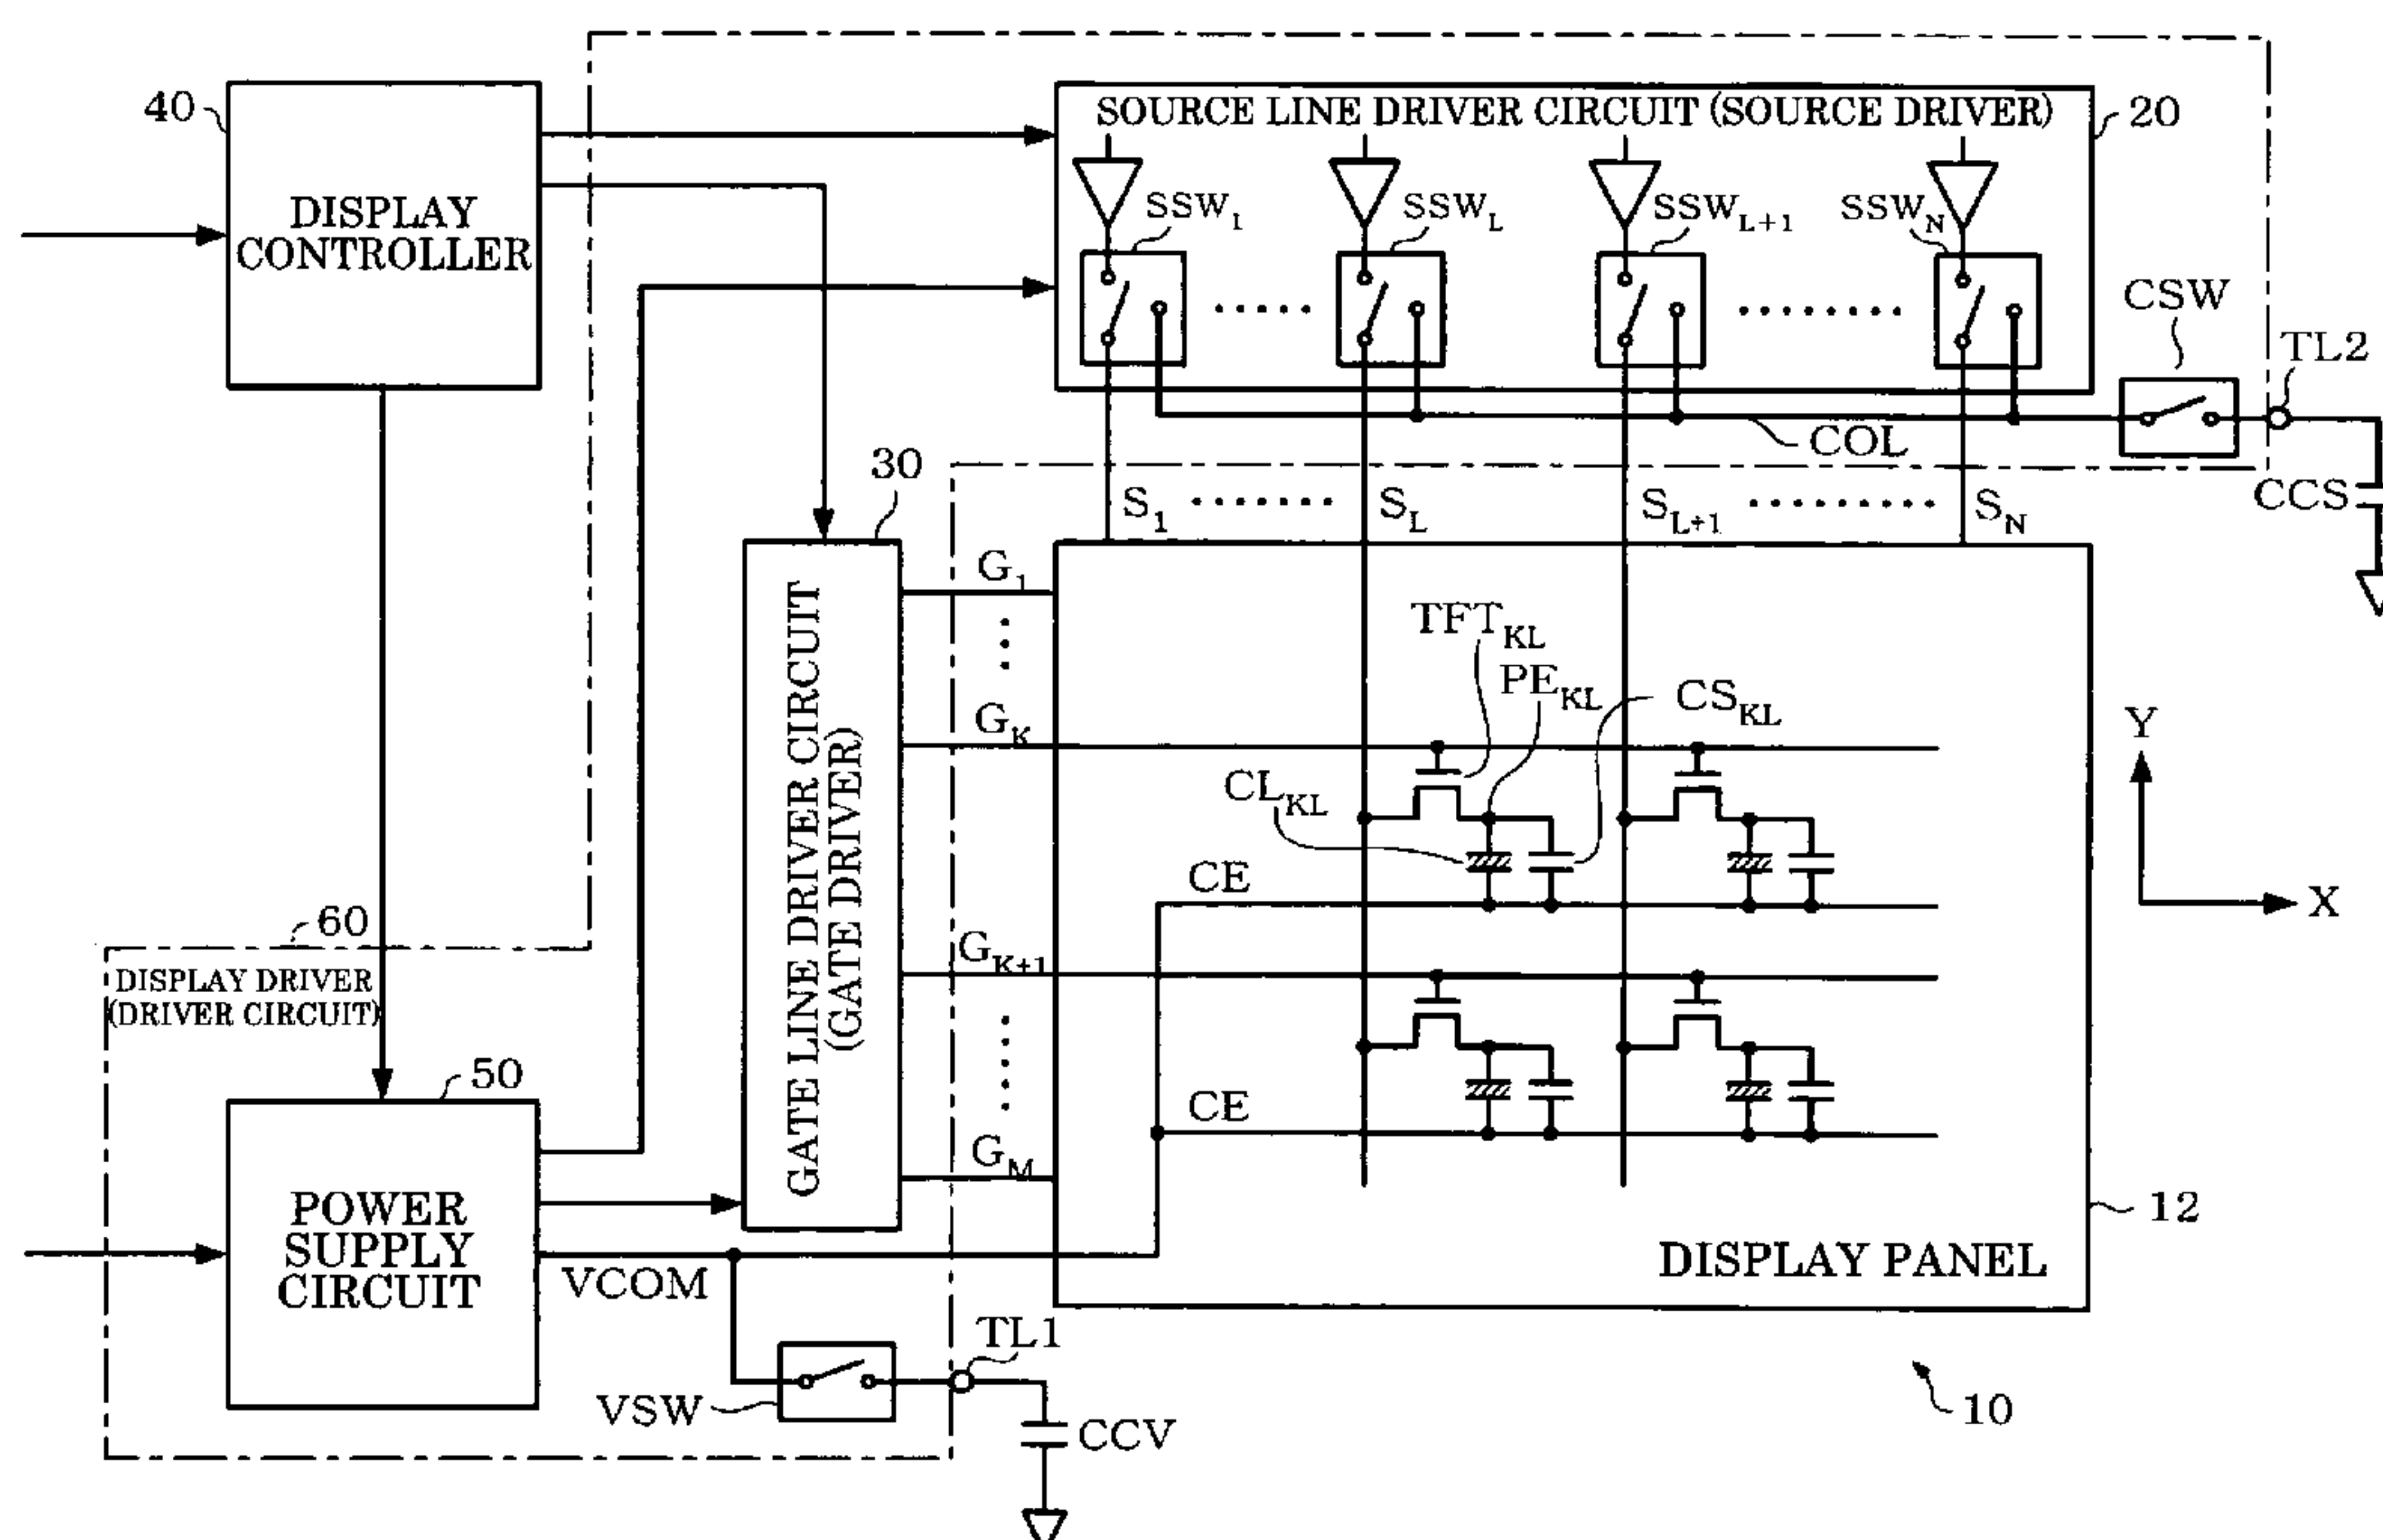 40
DISPLAY
CONTROLLER
SOURCE LINE DRIVER CIRCUIT (SOURCE DRIVER)
20
SSW1
SSWL
SSWL+1
SSWN
CSW
TL2
COL
CCS
S1
SL
SL+1
SN
30
GATE LINE DRIVER CIRCUIT
(GATE DRIVER)
G1
GK
GK+1
GM
TFTKL
PEKL
CSKL
CLKL
CE
CE
Y
X
60
DISPLAY DRIVER
(DRIVER CIRCUIT)
50
POWER
SUPPLY
CIRCUIT
VCOM
VSW
TL1
CCV
DISPLAY PANEL
12
10